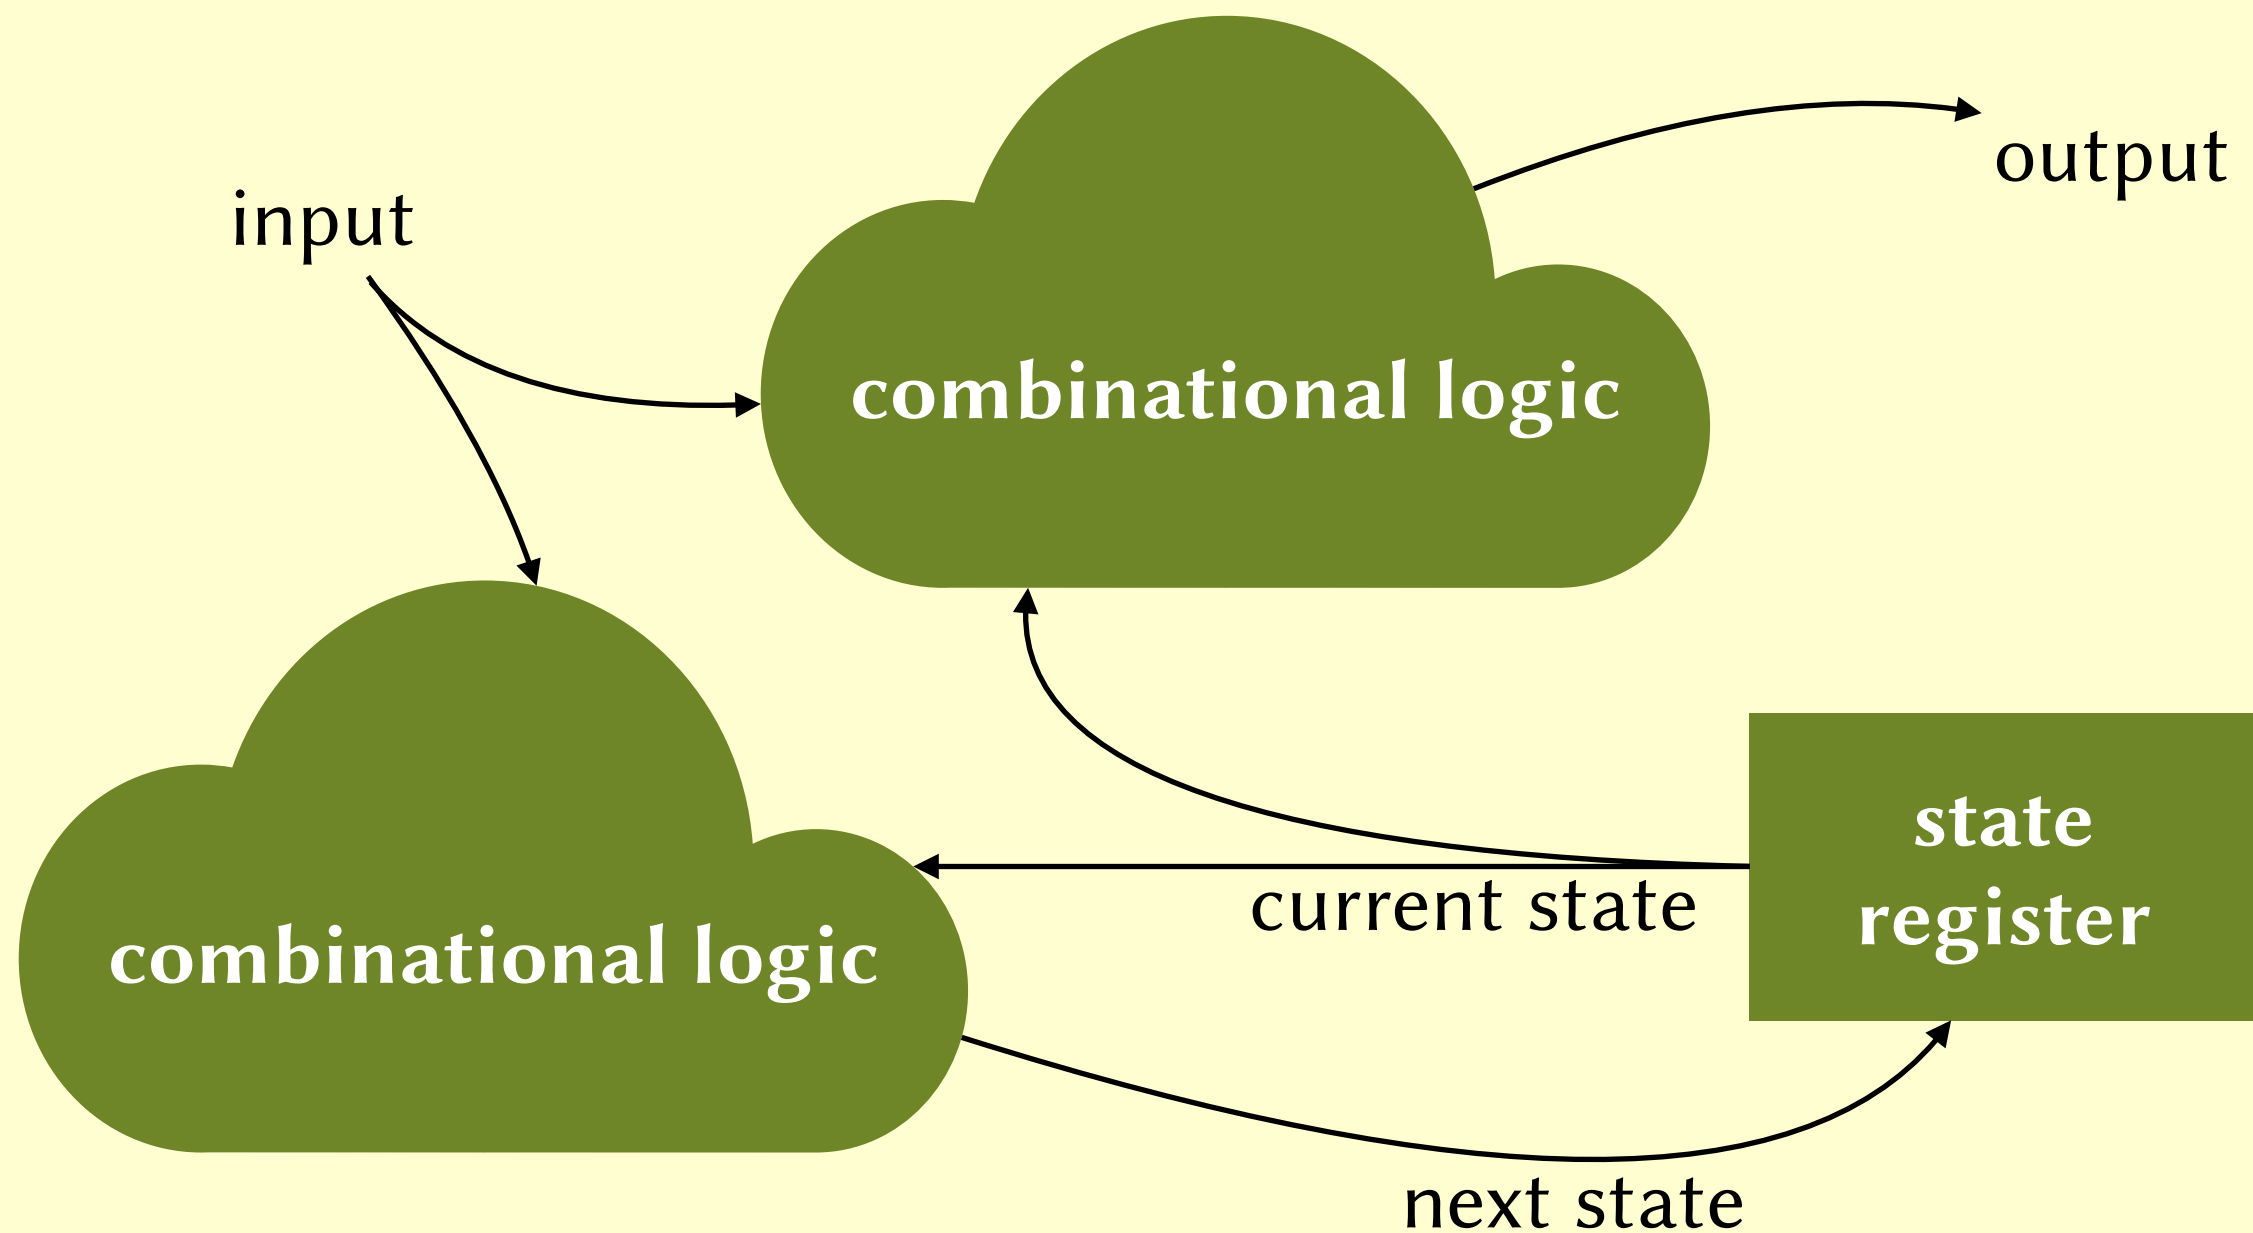 output
input
combinational logic
state
register
current state
combinational logic
next state